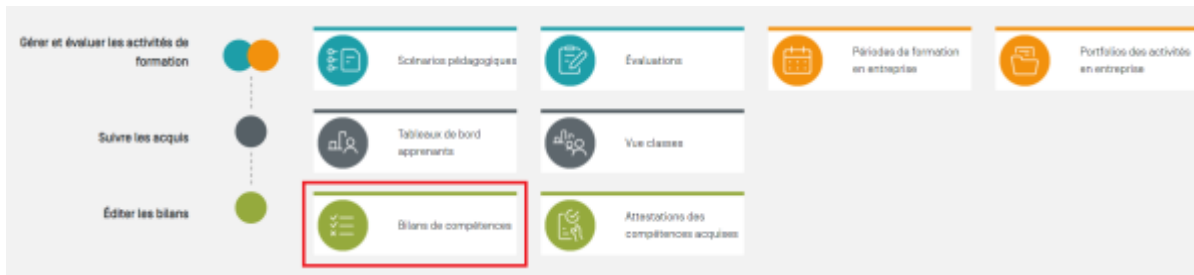 Gérer et évaluer les activités de
formation
Scénarios pédagogiques
Évaluations
Périodes de formation
en entreprise
Portfolios des activités
en entreprise
Suivre les acquis
Tableaux de bord
apprenants
Vue classes
Éditer les bilans
Bilans de compétences
Attestations des
compétences acquises